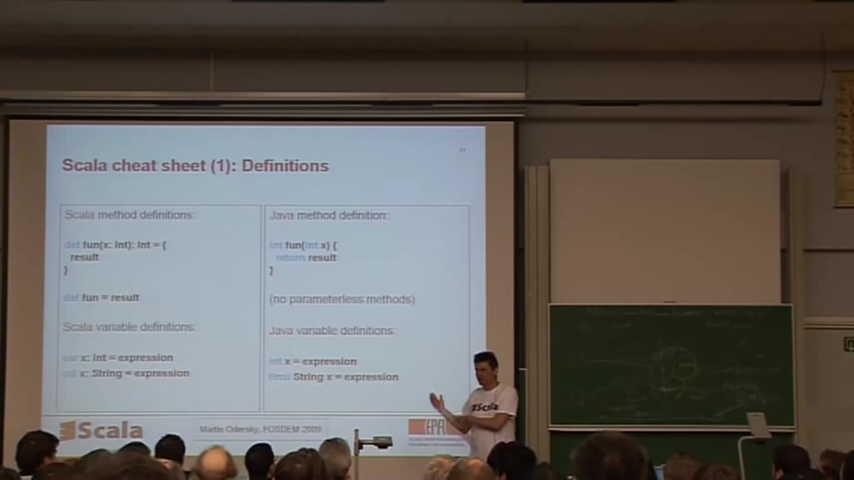 Scala cheat sheet (1): Definitions
Scala method definitions:
def fun(x: Int): Int = {
result
}
def fun = result
Scala variable definitions:
var x: Int = expression
val x: String = expression
Java method definition:
int fun(int x) {
return result
}
(no parameterless methods)
Java variable definitions:
int x = expression
final String x = expression
Scala
Martin Odersky, FOSDEM 2009
EPFL
Scala